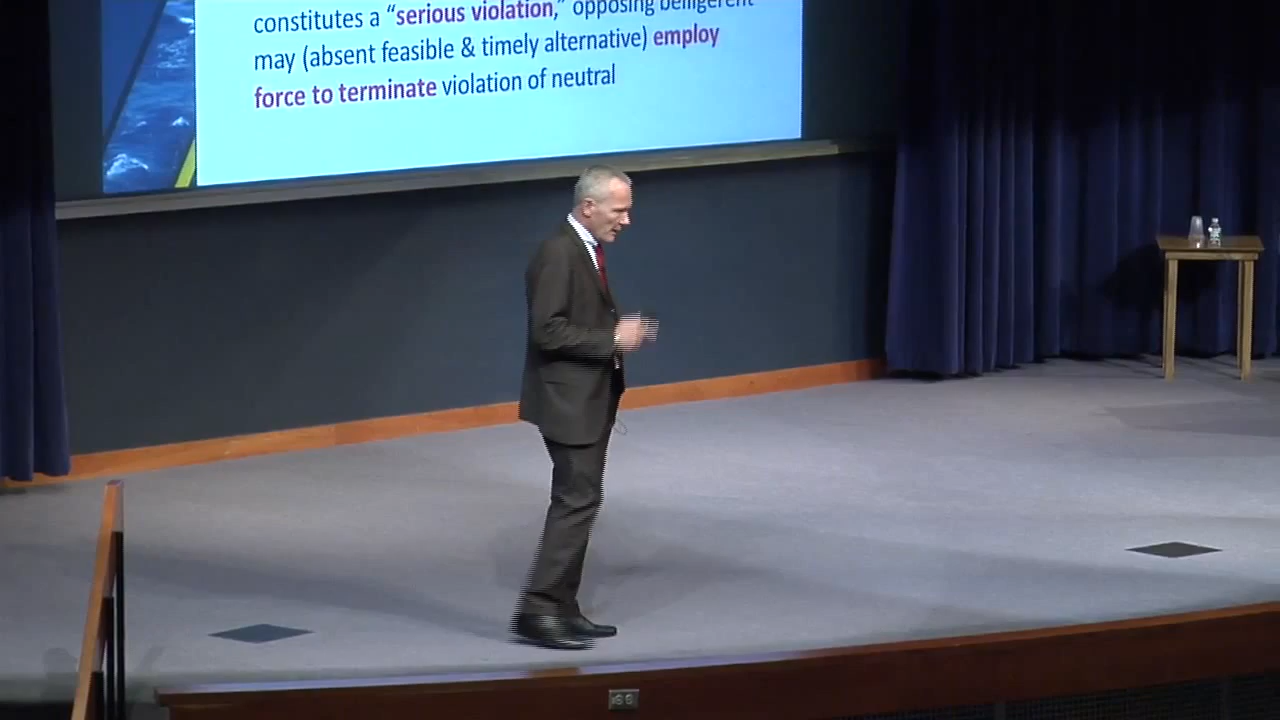 constitutes a “serious violation,” opposing belligerent
may (absent feasible & timely alternative) employ
force to terminate violation of neutral